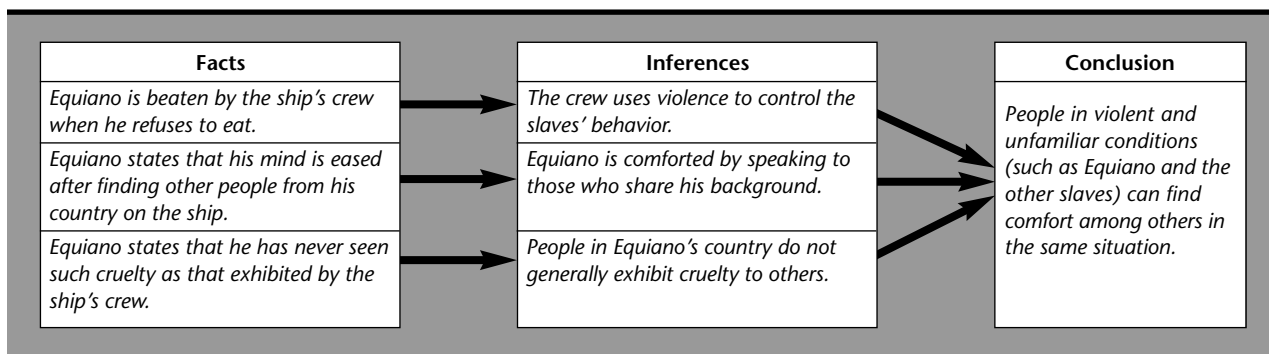 Facts
Equiano is beaten by the ship's crew
when he refuses to eat.
Equiano states that his mind is eased
after finding other people from his
country on the ship.
Equiano states that he has never seen
such cruelty as that exhibited by the
ship's crew.
Inferences
The crew uses violence to control the
slaves' behavior.
Equiano is comforted by speaking to
those who share his background.
People in Equiano's country do not
generally exhibit cruelty to others.
Conclusion
People in violent and
unfamiliar conditions
(such as Equiano and the
other slaves) can find
comfort among others in
the same situation.